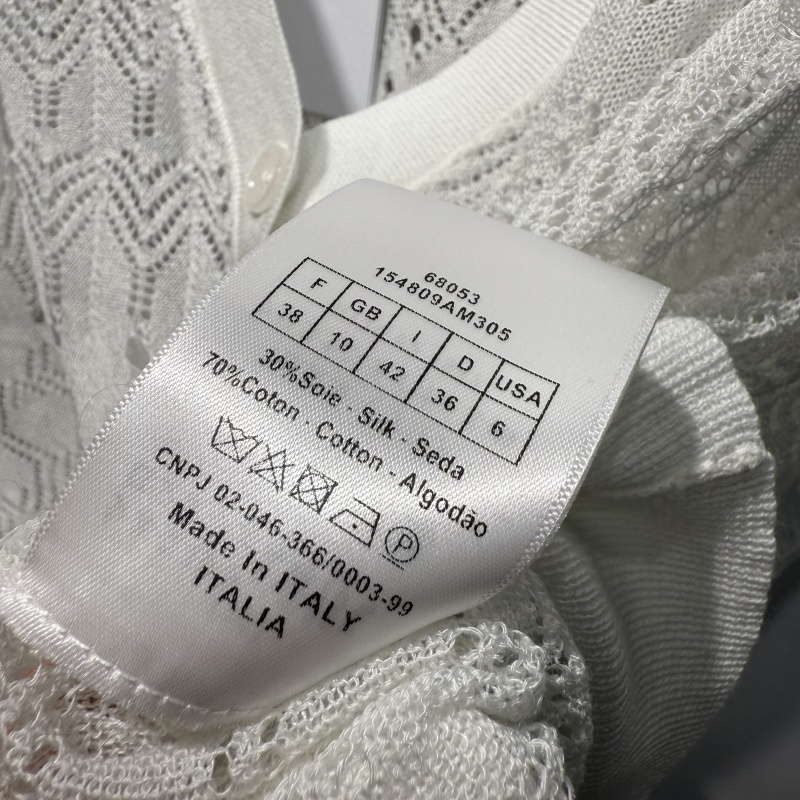 68053
154809AM305
F GB I D USA
38 10 42 36 6
30%Soie - Silk - Seda
70%Coton - Cotton - Algodão
P
CNPJ 02-046-366/0003-99
Made In ITALY
ITALIA